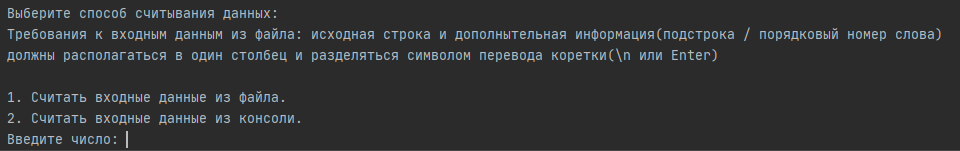 Выберите способ считывания данных:
Требования к входным данным из файла: исходная строка и дополнытельная информация(подстрока / порядковый номер слова)
должны располагаться в один столбец и разделяться символом перевода коретки(\n или Enter)
1. Считать входные данные из файла.
2. Считать входные данные из консоли.
Введите число: